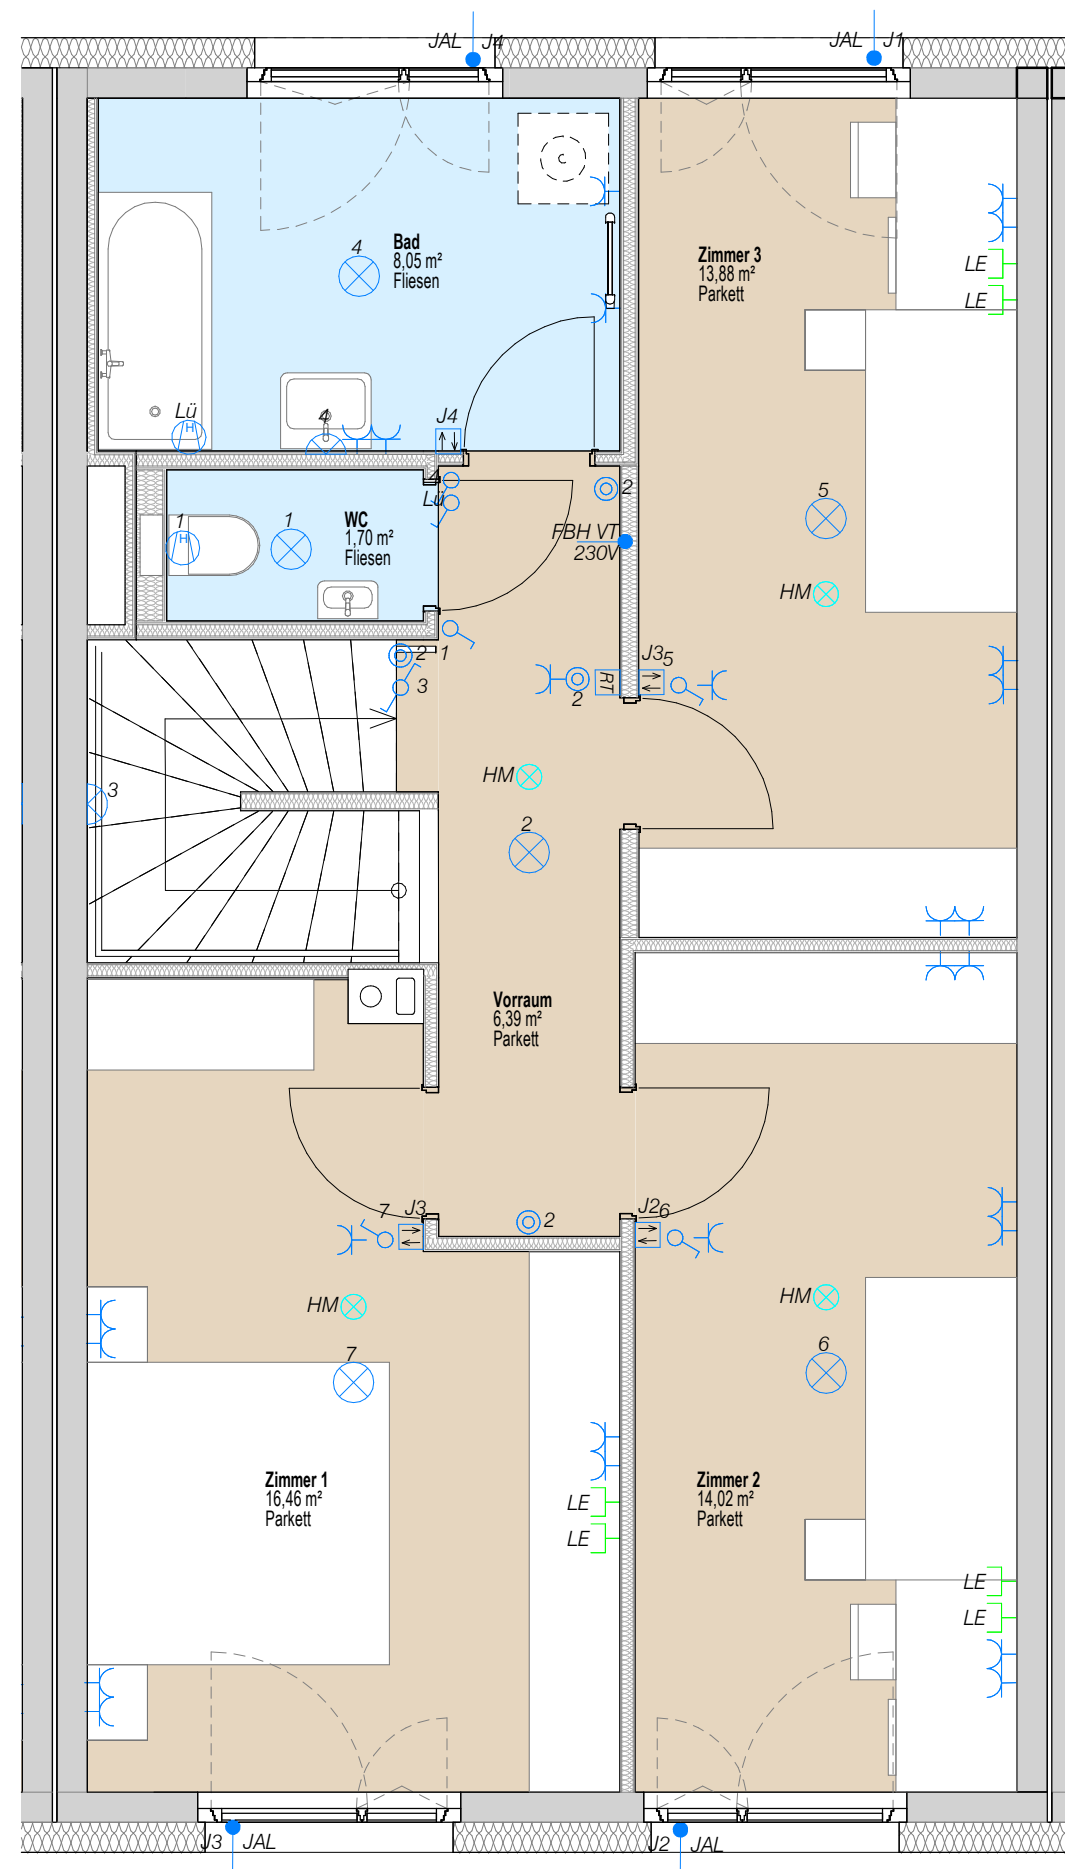 JAL J4
JAL J1
4
Bad
8,05 m²
Fliesen
Zimmer 3
13,88 m²
Parkett
LE
LE
Lü
H
4
J4
4
Lü
2
1
H
1
WC
1,70 m²
Fliesen
FBH VT
230V
5
HM
2 1
3
J3
5
RT
2
3
HM
2
Vorraum
6,39 m²
Parkett
7
J3
2
J2
6
HM
7
HM
6
Zimmer 1
16,46 m²
Parkett
LE
LE
Zimmer 2
14,02 m²
Parkett
LE
LE
J3 JAL
J2 JAL